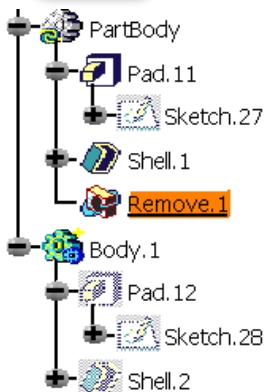 PartBody
Pad.11
Sketch.27
Shell.1
Remove.1
Body.1
Pad.12
Sketch.28
Shell.2